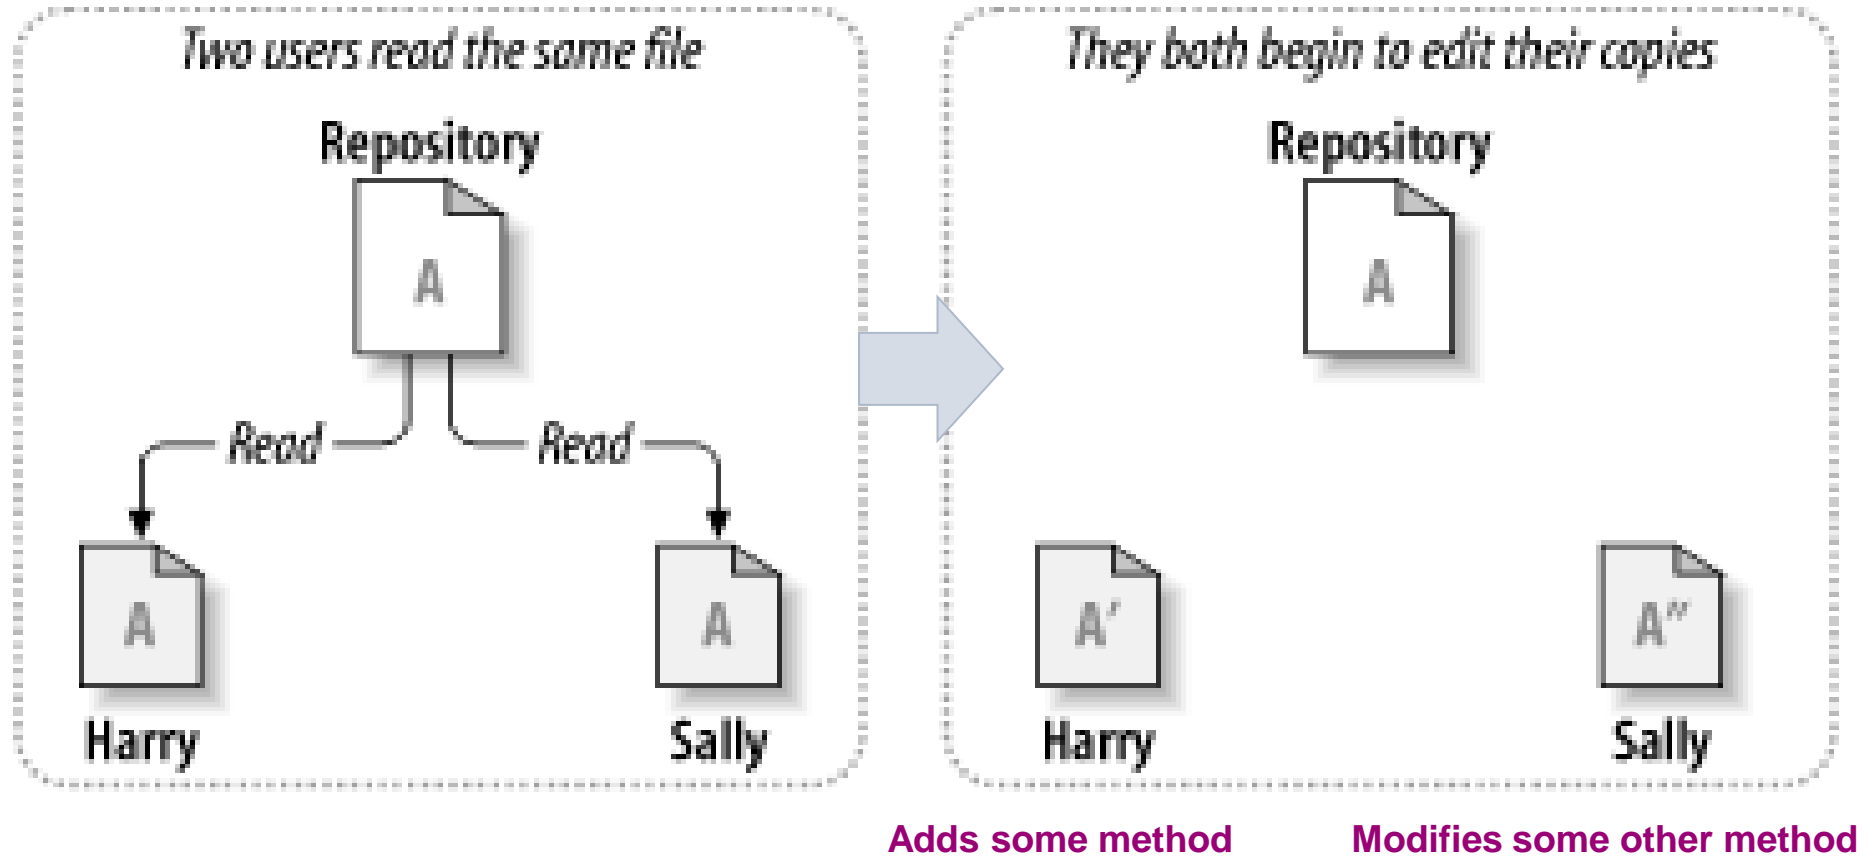 Two users read the same file
Repository
A
Read
Read
A
A
Harry
Sally
They both begin to edit their copies
Repository
A
A'
A"
Harry
Sally
Adds some method
Modifies some other method